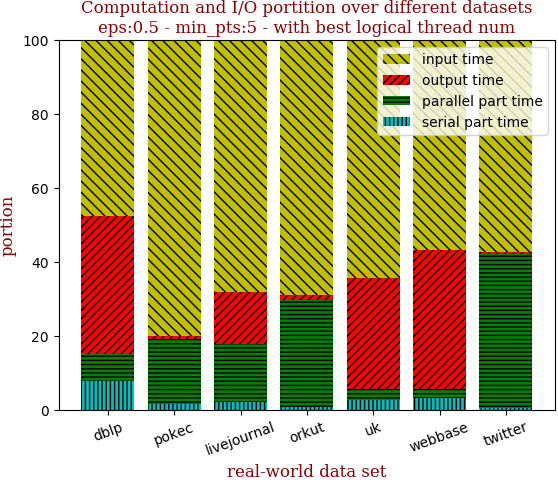 Computation and I/O portition over different datasets
eps:0.5 - min_pts:5 - with best logical thread num
100
80
60
40
20
0
portion
input time
output time
parallel part time
serial part time
dblp
pokec
livejournal
orkut
uk
webbase
twitter
real-world data set